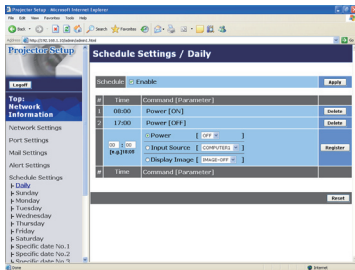 Projector Setup - Microsoft Internet Explorer
File Edit View Favorites Tools Help
Back Search Favorites
Projector Setup
Logoff
Top:
Network
Information
Network Settings
Port Settings
Mail Settings
Alert Settings
Schedule Settings
Daily
Sunday
Monday
Tuesday
Wednesday
Thursday
Friday
Saturday
Specific date No.1
Specific date No.2
Specific date No.3
Schedule Settings / Daily
Schedule Enable Apply
# Time Command [Parameter]
1 08:00 Power [ON] Delete
2 17:00 Power [OFF] Delete
Power [ OFF ]
00 : 00 Input Source [ COMPUTER1 ] Register
Display Image [ IMAGE-OFF ]
# Time Command [Parameter]
Reset
Done Internet